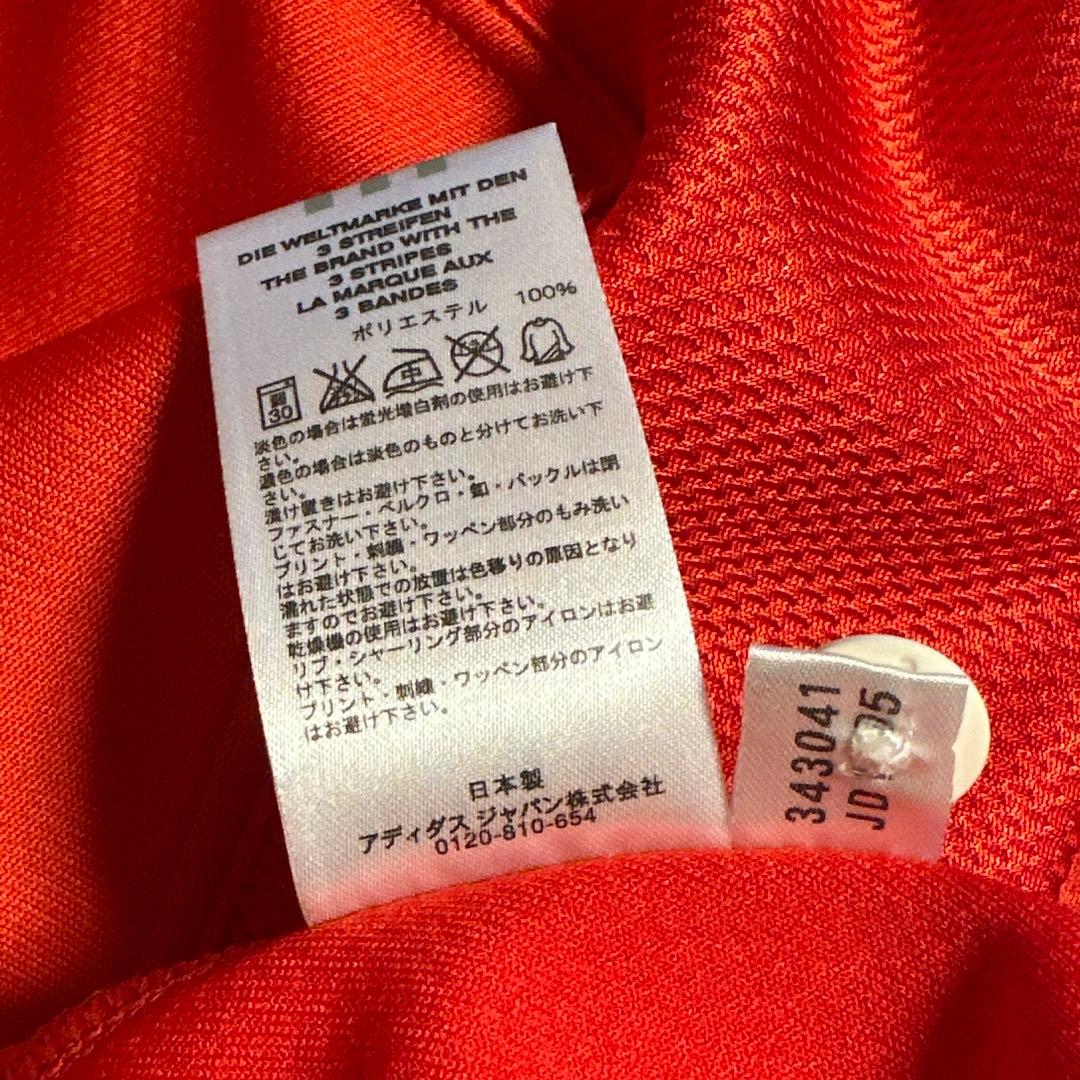 DIE WELTMARKE MIT DEN
3 STREIFEN
THE BRAND WITH THE
3 STRIPES
LA MARQUE AUX
3 BANDES
ポリエステル 100%
弱
30
中
淡色の場合は蛍光増白剤の使用はお避け下
さい。
濃色の場合は淡色のものと分けてお洗い下
さい。
漬け置きはお避け下さい。
ファスナー・ベルクロ・釦・バックルは閉
じてお洗い下さい。
プリント・刺繍・ワッペン部分のもみ洗い
はお避け下さい。
濡れた状態での放置は色移りの原因となり
ますのでお避け下さい。
乾燥機の使用はお避け下さい。
リブ・シャーリング部分のアイロンはお避
け下さい。
プリント・刺繍・ワッペン部分のアイロン
はお避け下さい。
日本製
アディダス ジャパン株式会社
0120-810-654
343041